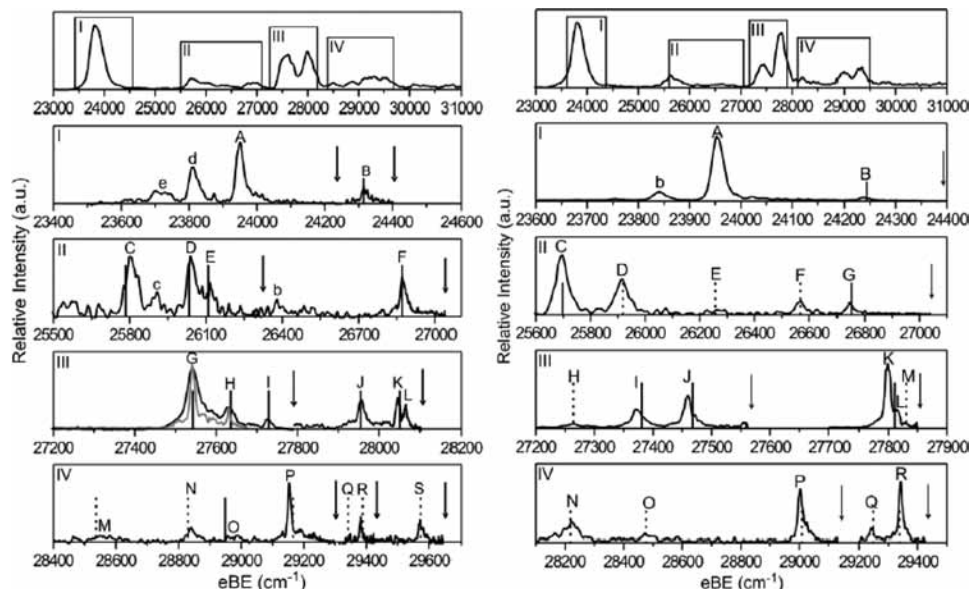 I II III IV
23000 24000 25000 26000 27000 28000 29000 30000 31000
I
e d A B
23400 23600 23800 24000 24200 24400 24600
II
C c D E b F
25500 25800 26100 26400 26700 27000
III
G H I J K L
27200 27400 27600 27800 28000 28200
IV
M N O P Q R S
28400 28600 28800 29000 29200 29400 29600
eBE (cm⁻¹)
Relative Intensity (a.u.)
I II III IV
23000 24000 25000 26000 27000 28000 29000 30000 31000
I
b A B
23600 23700 23800 23900 24000 24100 24200 24300 24400
II
C D E F G
25600 25800 26000 26200 26400 26600 26800 27000
III
H I J K L M
27200 27300 27400 27500 27600 27700 27800 27900
IV
N O P Q R
28200 28400 28600 28800 29000 29200 29400
eBE (cm⁻¹)
Relative Intensity (a.u.)